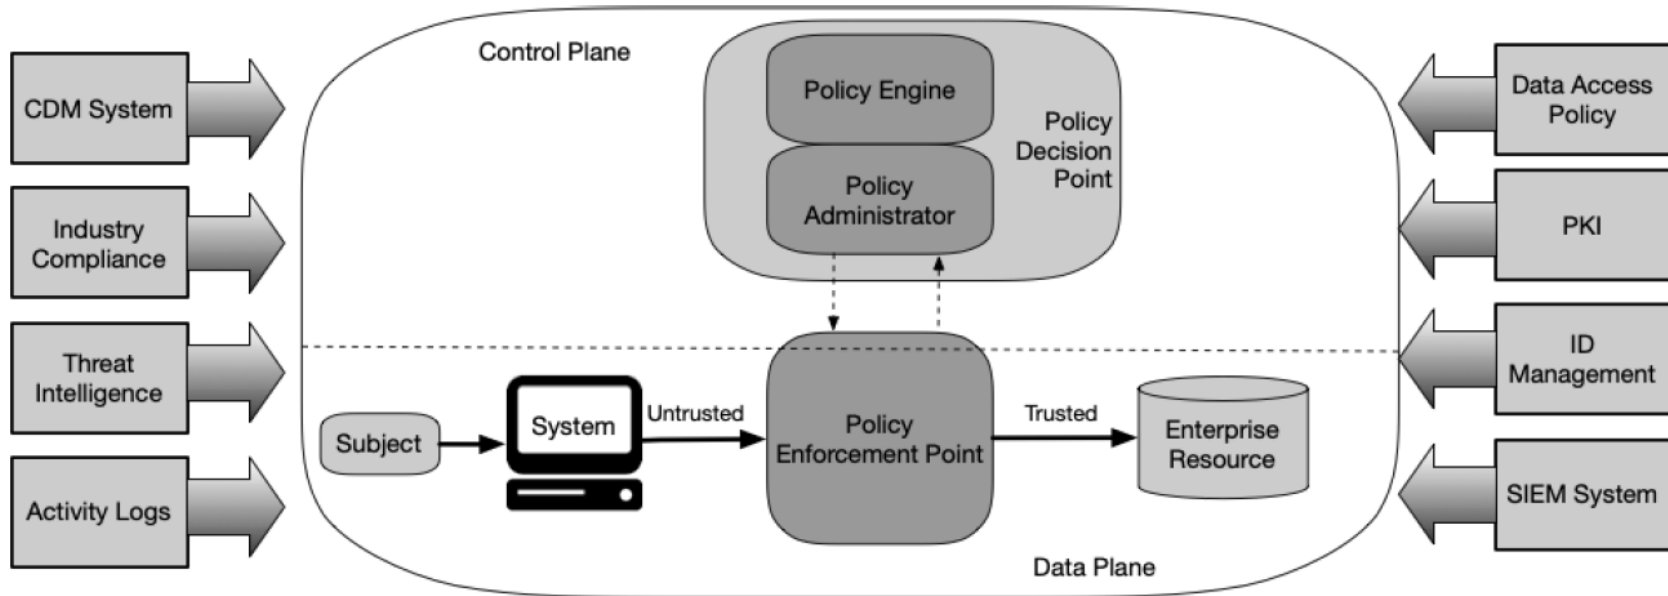 Control Plane
Policy Engine
Policy
Administrator
Policy
Decision
Point
CDM System
Industry
Compliance
Threat
Intelligence
Activity Logs
Data Access
Policy
PKI
ID
Management
SIEM System
Subject
System
Untrusted
Policy
Enforcement Point
Trusted
Enterprise
Resource
Data Plane